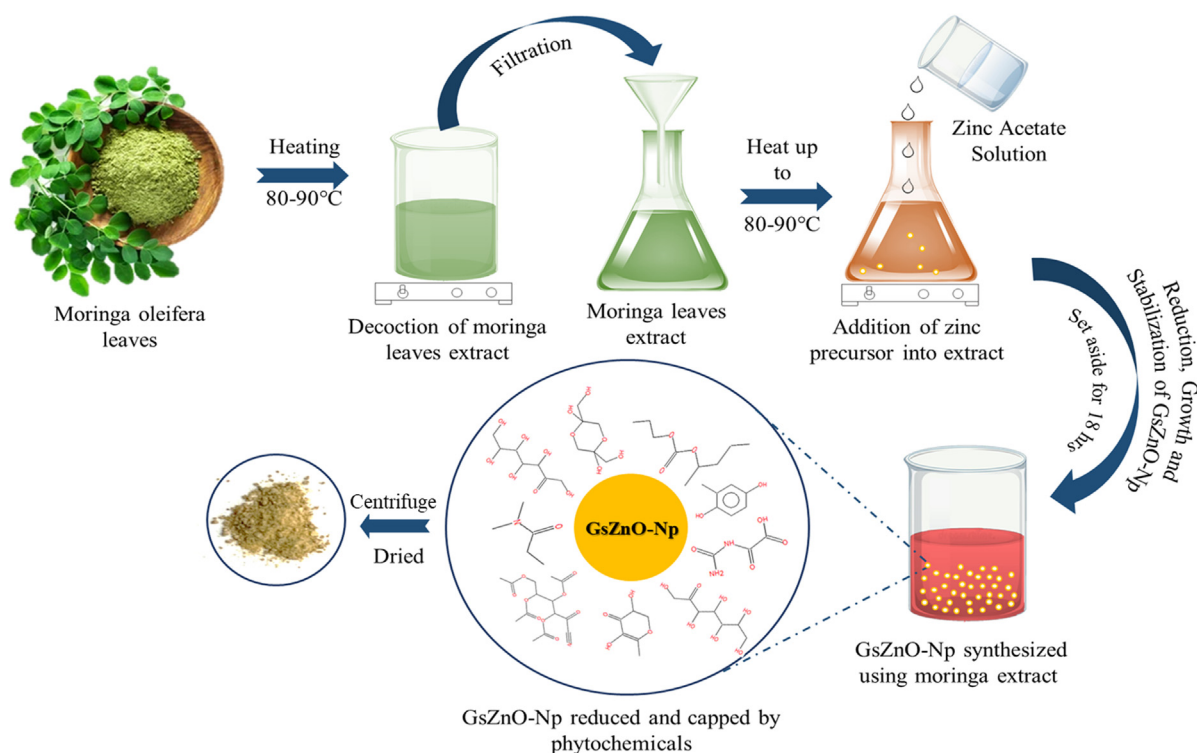 Filtration
Heating
80-90°C
Heat up
to
80-90°C
Zinc Acetate
Solution
Moringa oleifera
leaves
Decoction of moringa
leaves extract
Moringa leaves
extract
Addition of zinc
precursor into extract
Reduction, Growth and
Stabilization of GsZnO-Np
Set aside for 18 hrs
Centrifuge
Dried
GsZnO-Np
GsZnO-Np synthesized
using moringa extract
GsZnO-Np reduced and capped by
phytochemicals